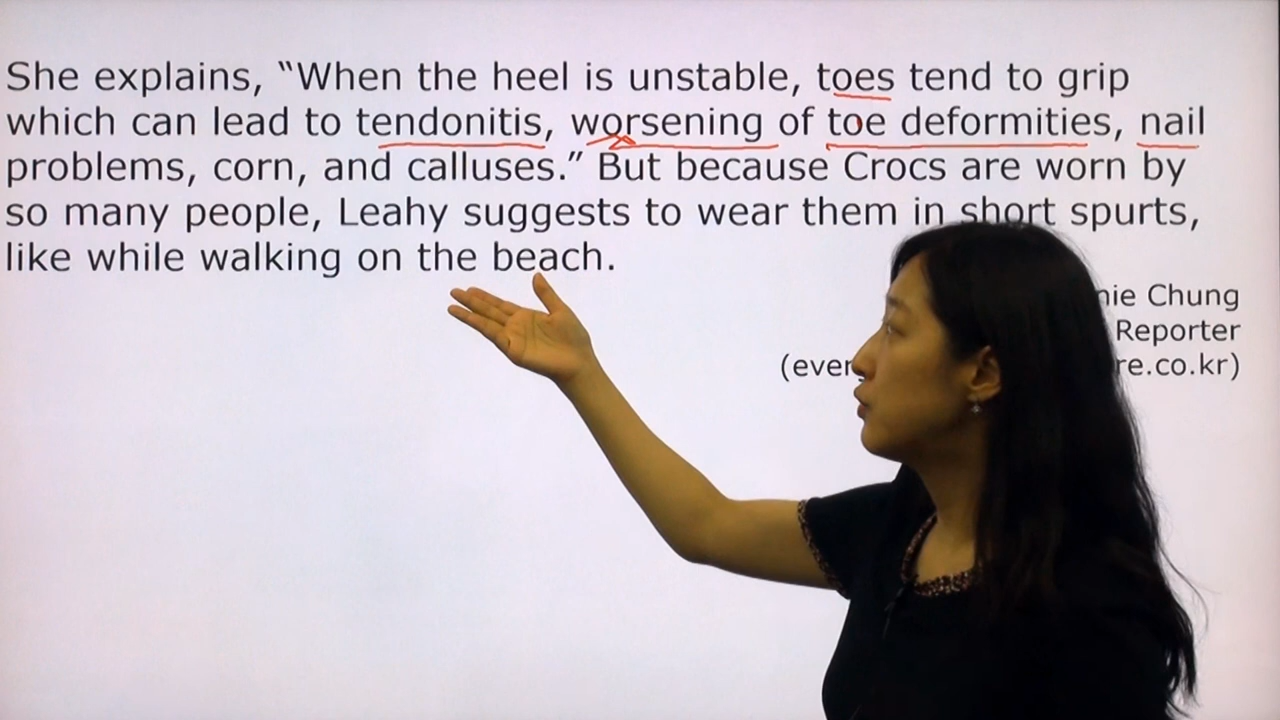 She explains, “When the heel is unstable, toes tend to grip
which can lead to tendonitis, worsening of toe deformities, nail
problems, corn, and calluses.” But because Crocs are worn by
so many people, Leahy suggests to wear them in short spurts,
like while walking on the beach.
Chung
Reporter